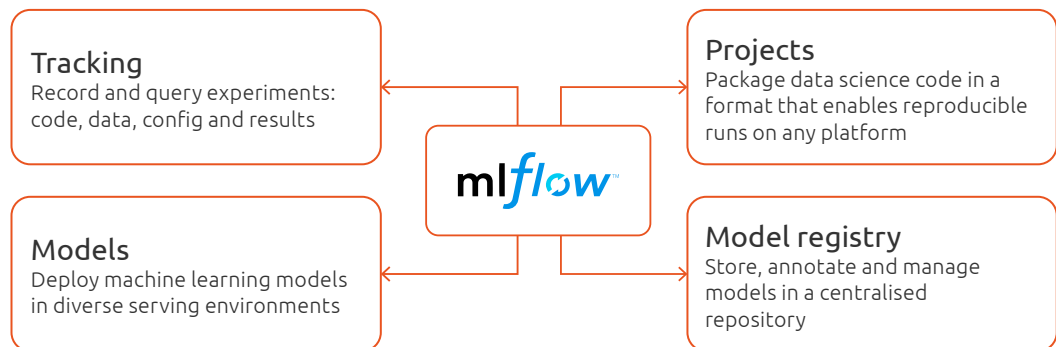 Tracking
Record and query experiments:
code, data, config and results
Projects
Package data science code in a
format that enables reproducible
runs on any platform
mlflow™
Models
Deploy machine learning models
in diverse serving environments
Model registry
Store, annotate and manage
models in a centralised
repository